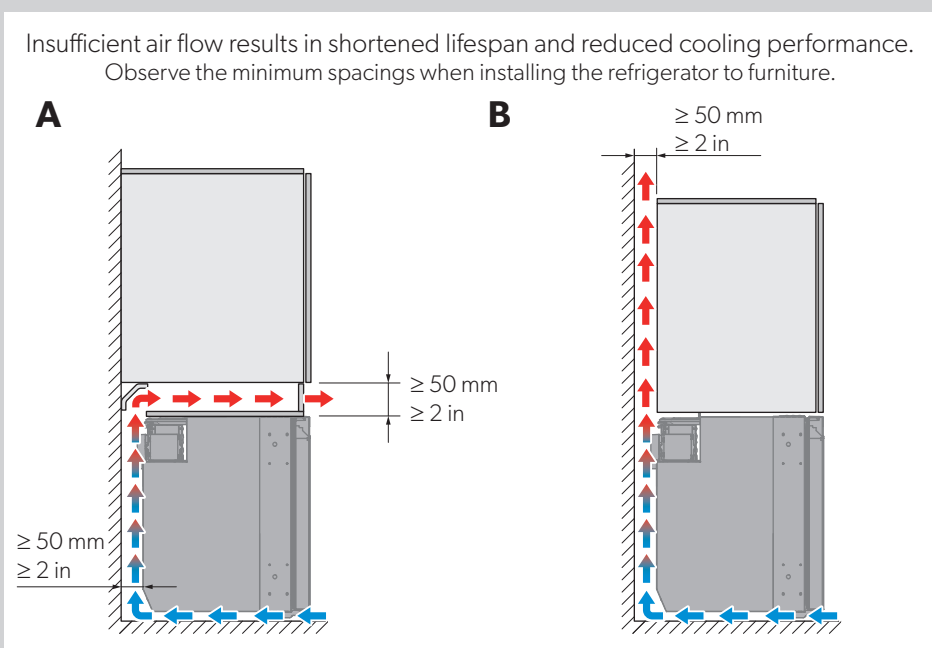 Insufficient air flow results in shortened lifespan and reduced cooling performance.
Observe the minimum spacings when installing the refrigerator to furniture.
A
B
≥ 50 mm
≥ 2 in
≥ 50 mm
≥ 2 in
≥ 50 mm
≥ 2 in